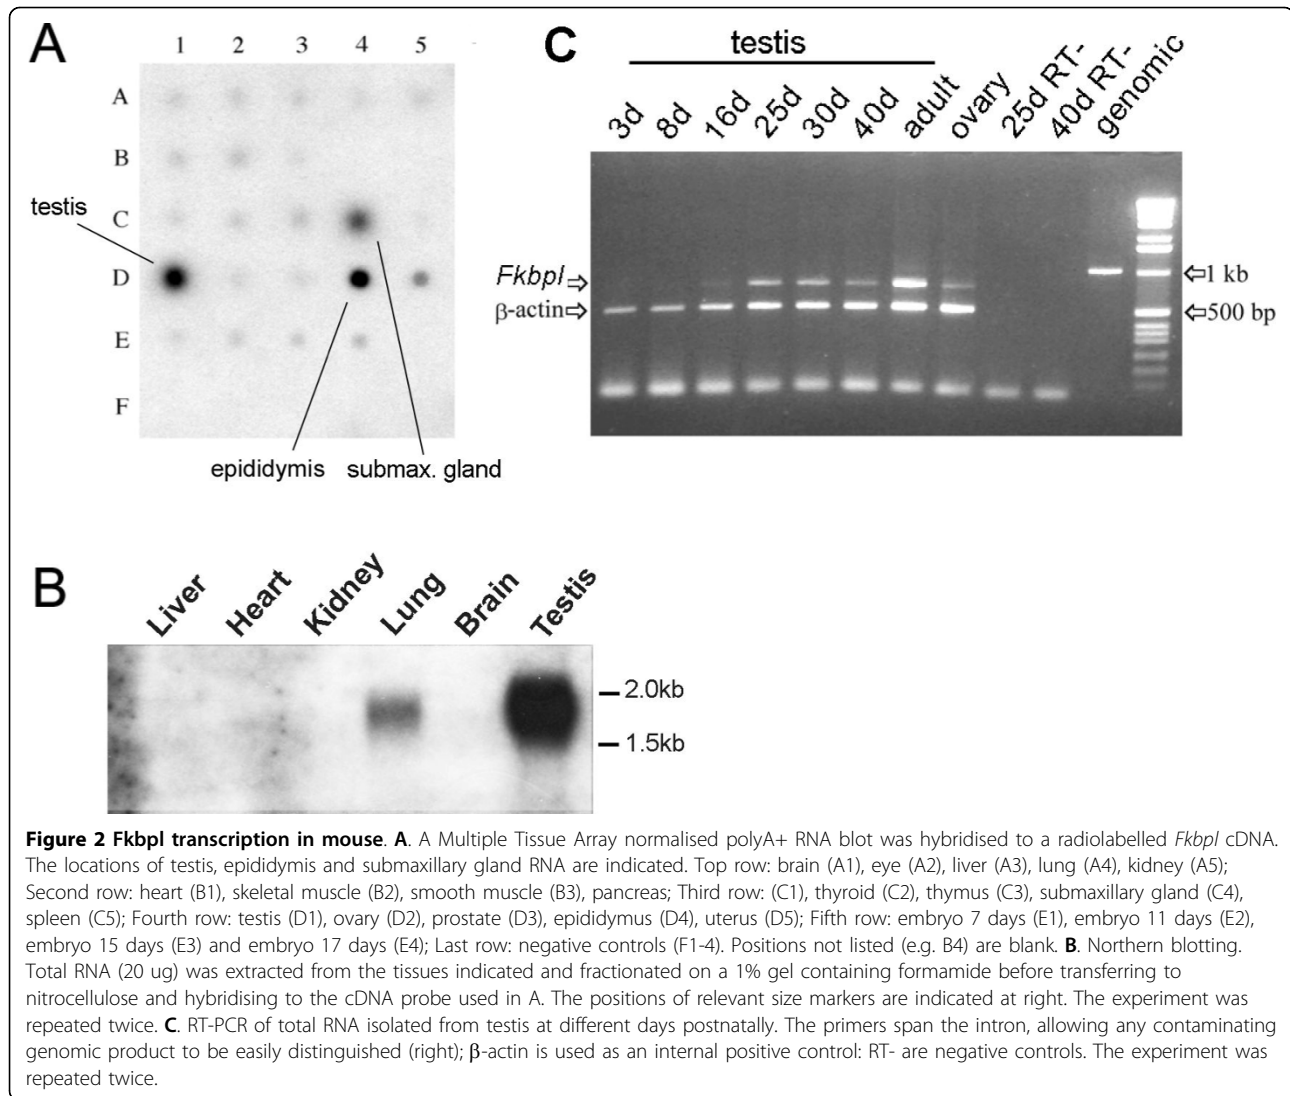 A
1 2 3 4 5
A
B
C
D
E
F
testis
epididymis
submax. gland
C
testis
3d
8d
16d
25d
30d
40d
adult
ovary
25d RT-
40d RT-
genomic
Fkbpl
β-actin
1 kb
500 bp
B
Liver
Heart
Kidney
Lung
Brain
Testis
2.0kb
1.5kb
Figure 2 Fkbpl transcription in mouse. A. A Multiple Tissue Array normalised polyA+ RNA blot was hybridised to a radiolabelled Fkbpl cDNA.
The locations of testis, epididymis and submaxillary gland RNA are indicated. Top row: brain (A1), eye (A2), liver (A3), lung (A4), kidney (A5);
Second row: heart (B1), skeletal muscle (B2), smooth muscle (B3), pancreas; Third row: (C1), thyroid (C2), thymus (C3), submaxillary gland (C4),
spleen (C5); Fourth row: testis (D1), ovary (D2), prostate (D3), epididymus (D4), uterus (D5); Fifth row: embryo 7 days (E1), embryo 11 days (E2),
embryo 15 days (E3) and embryo 17 days (E4); Last row: negative controls (F1-4). Positions not listed (e.g. B4) are blank. B. Northern blotting.
Total RNA (20 ug) was extracted from the tissues indicated and fractionated on a 1% gel containing formamide before transferring to
nitrocellulose and hybridising to the cDNA probe used in A. The positions of relevant size markers are indicated at right. The experiment was
repeated twice. C. RT-PCR of total RNA isolated from testis at different days postnatally. The primers span the intron, allowing any contaminating
genomic product to be easily distinguished (right); β-actin is used as an internal positive control: RT- are negative controls. The experiment was
repeated twice.